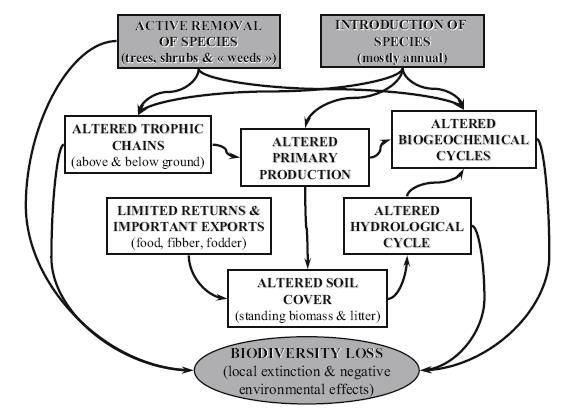 ACTIVE REMOVAL
OF SPECIES
(trees, shrubs & « weeds »)
INTRODUCTION OF
SPECIES
(mostly annual)
ALTERED TROPHIC
CHAINS
(above & below ground)
ALTERED
PRIMARY
PRODUCTION
ALTERED
BIOGEOCHEMICAL
CYCLES
LIMITED RETURNS &
IMPORTANT EXPORTS
(food, fibber, fodder)
ALTERED
HYDROLOGICAL
CYCLE
ALTERED SOIL
COVER
(standing biomass & litter)
BIODIVERSITY LOSS
(local extinction & negative
environmental effects)